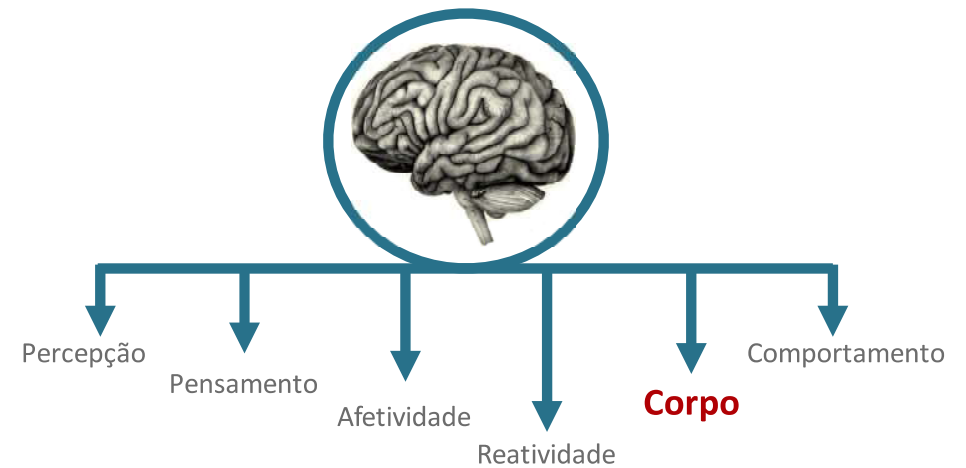 Percepção
Pensamento
Afetividade
Reatividade
Corpo
Comportamento